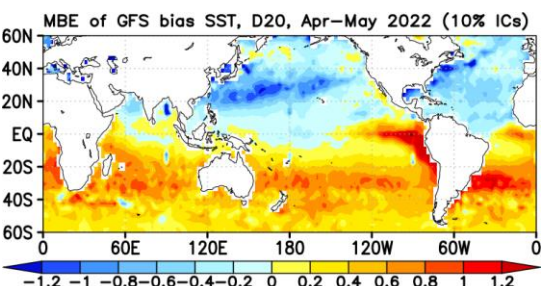 MBE of GFS bias SST, D20, Apr-May 2022 (10% ICs)
60N
40N
20N
EQ
20S
40S
60S
0 60E 120E 180 120W 60W 0
-1.2 -1 -0.8-0.6-0.4-0.2 0 0.2 0.4 0.6 0.8 1 1.2